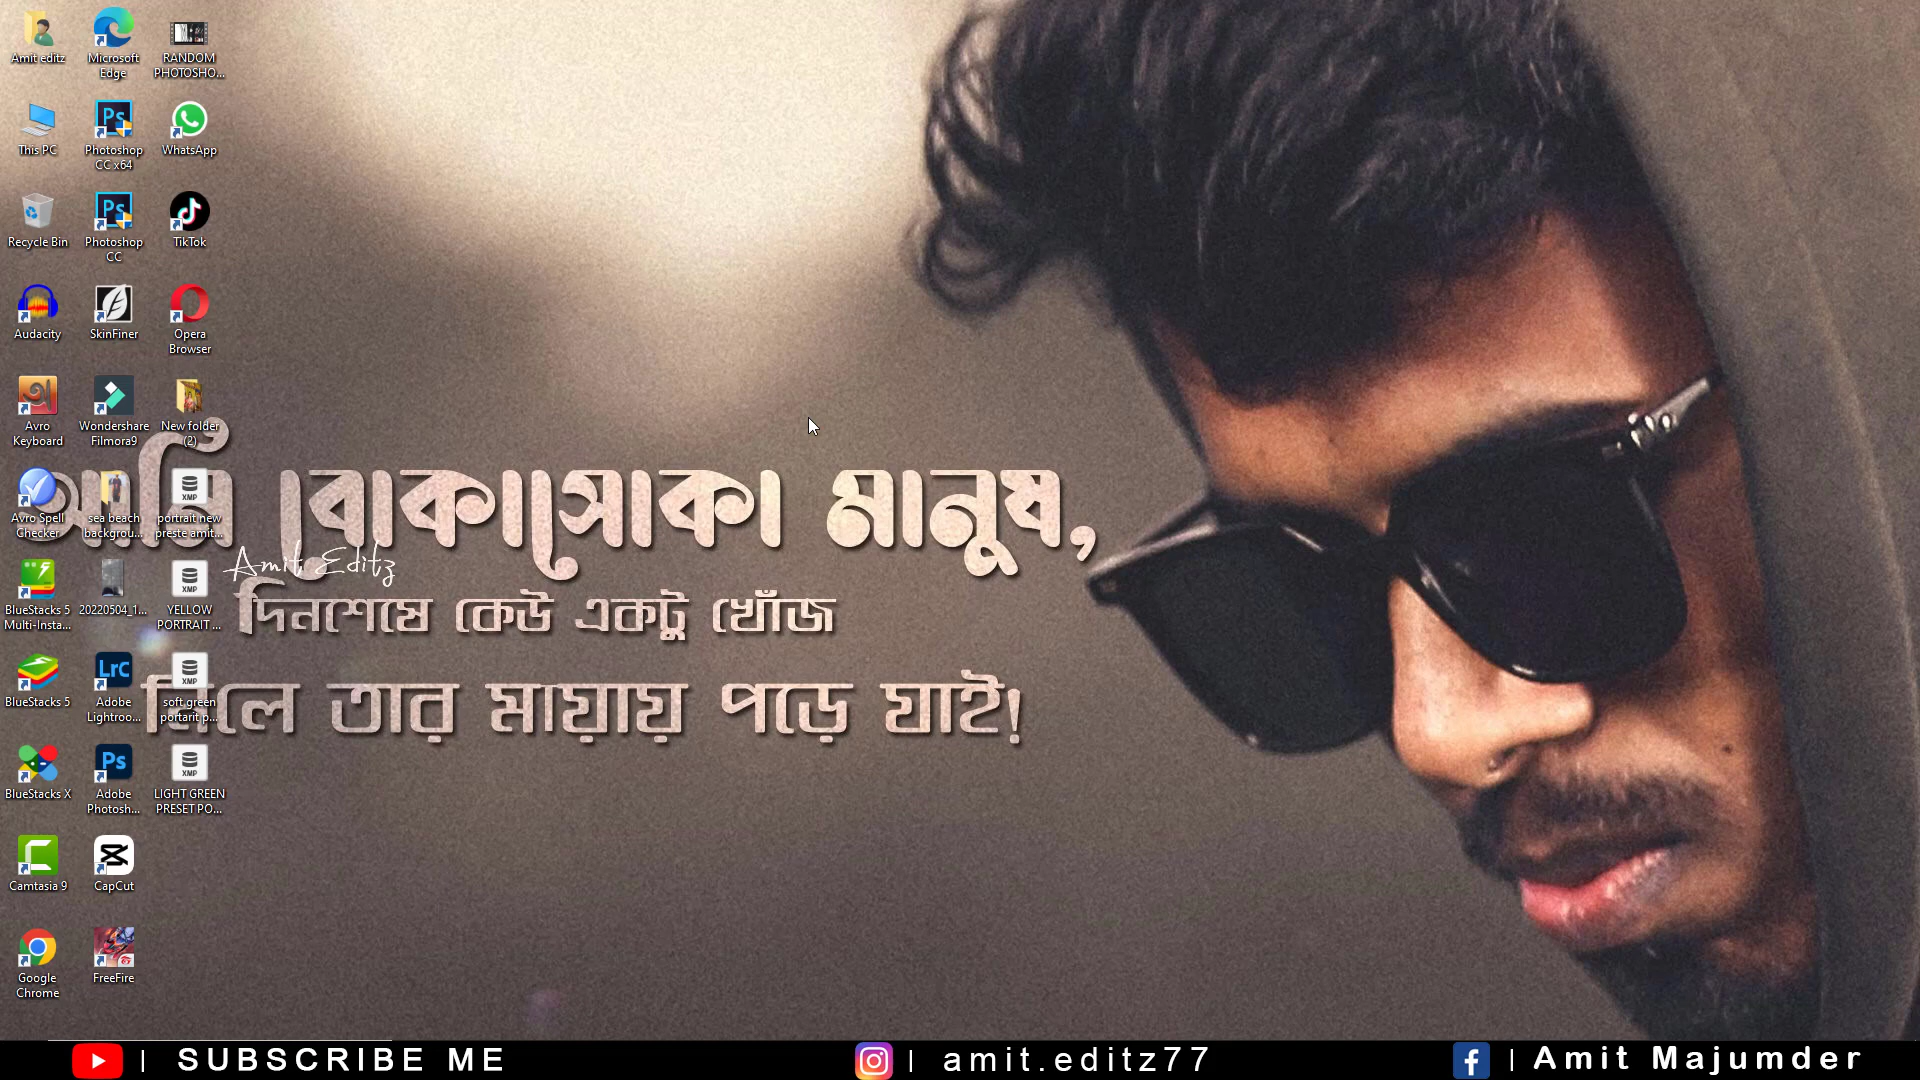 Amit editz
Microsoft
Edge
RANDOM
PHOTOSHO...
This PC
Photoshop
CC x64
WhatsApp
Recycle Bin
Photoshop
CC
TikTok
Audacity
SkinFiner
Opera
Browser
Avro
Keyboard
Wondershare
Filmora9
New folder
(2)
Avro Spell
Checker
sea beach
backgrou...
portrait new
preste amit...
BlueStacks 5
Multi-Insta...
20220504_1...
YELLOW
PORTRAIT ...
BlueStacks 5
Adobe
Lightroo...
soft green
portarit p...
BlueStacks X
Adobe
Photosh...
LIGHT GREEN
PRESET PO...
Camtasia 9
CapCut
Google
Chrome
FreeFire
আমি বোকাসোকা মানুষ,
Amit Editz
দিনশেষে কেউ একটু খোঁজ
নিলে তার মায়ায় পড়ে যাই!
| SUBSCRIBE ME
| amit.editz77
| Amit Majumder